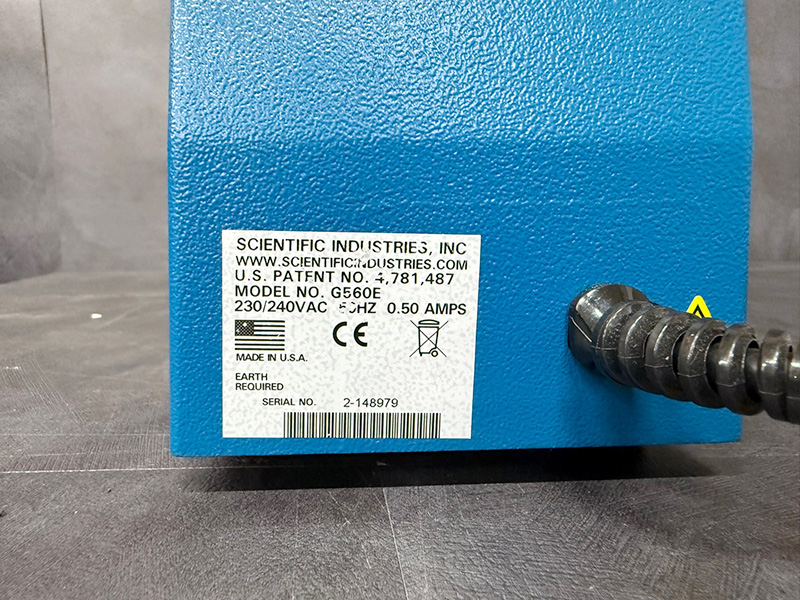 SCIENTIFIC INDUSTRIES, INC
WWW.SCIENTIFICINDUSTRIES.COM
U.S. PATENT NO. 4,781,487
MODEL NO. G560E
230/240VAC 50HZ 0.50 AMPS
CE
MADE IN U.S.A.
EARTH
REQUIRED
SERIAL NO. 2-148979